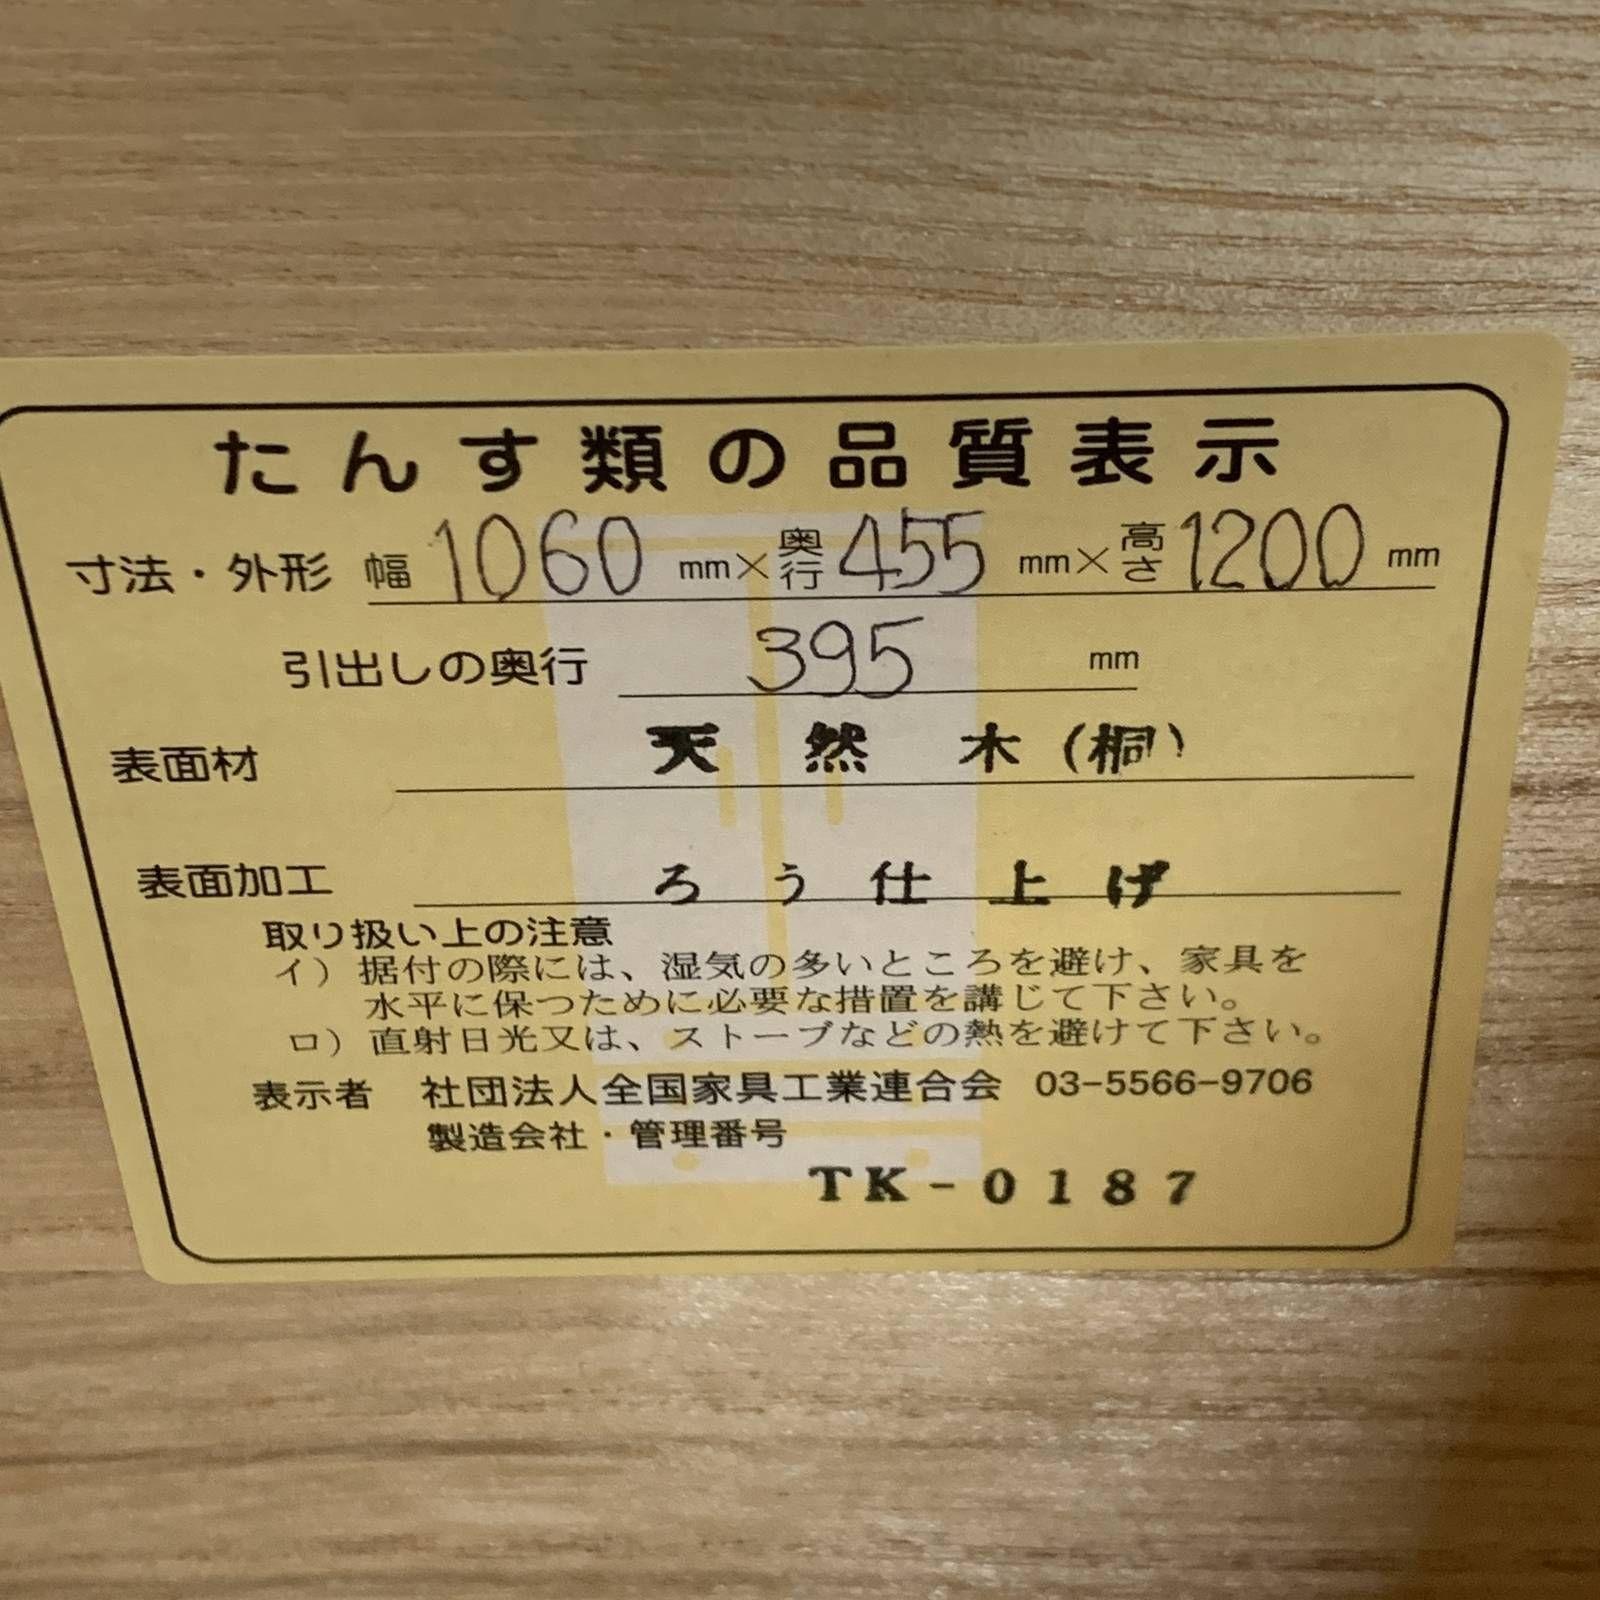 たんす類の品質表示
寸法・外形 幅 1060 mm×奥行 455 mm×高さ 1200 mm
引出しの奥行 395 mm
表面材 天然木(桐)
表面加工 ろう仕上げ
取り扱い上の注意
イ) 据付の際には、湿気の多いところを避け、家具を
水平に保つために必要な措置を講じて下さい。
ロ) 直射日光又は、ストーブなどの熱を避けて下さい。
表示者 社団法人全国家具工業連合会 03-5566-9706
製造会社・管理番号
TK-0187